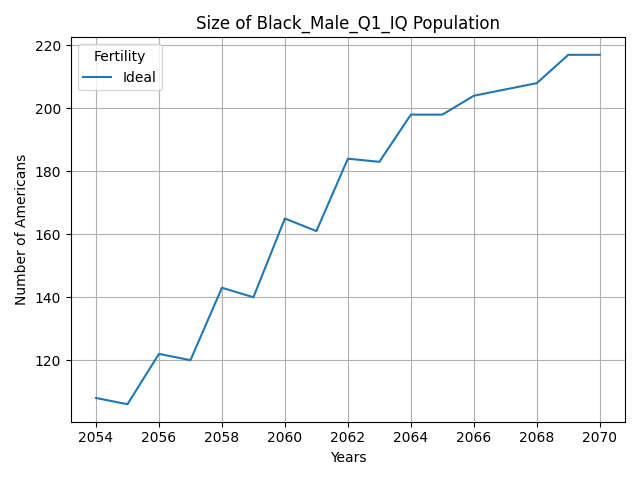 Size of Black_Male_Q1_IQ Population
Number of Americans
220
200
180
160
140
120
Fertility
Ideal
2054 2056 2058 2060 2062 2064 2066 2068 2070
Years